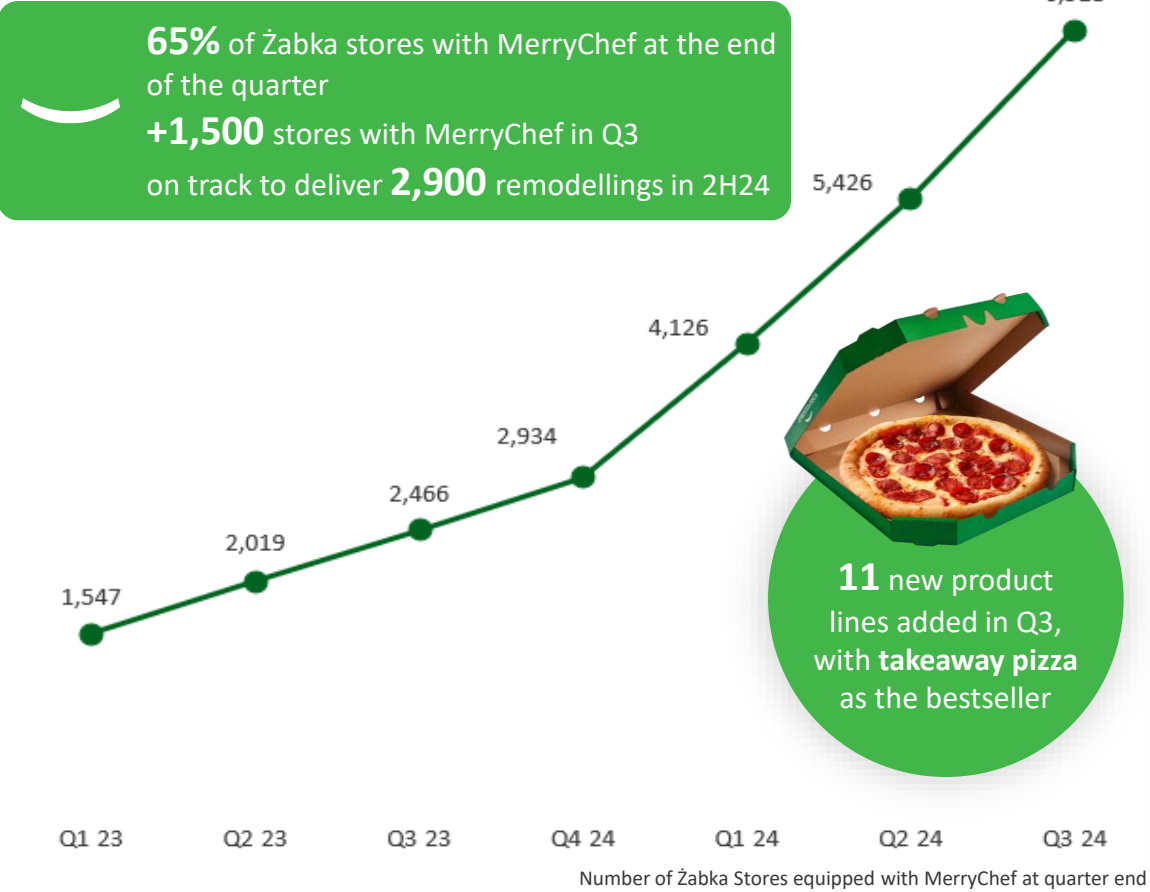 65% of Żabka stores with MerryChef at the end
of the quarter
+1,500 stores with MerryChef in Q3
on track to deliver 2,900 remodellings in 2H24
5,426
4,126
2,934
2,466
2,019
1,547
11 new product
lines added in Q3,
with takeaway pizza
as the bestseller
Q1 23 Q2 23 Q3 23 Q4 24 Q1 24 Q2 24 Q3 24
Number of Żabka Stores equipped with MerryChef at quarter end